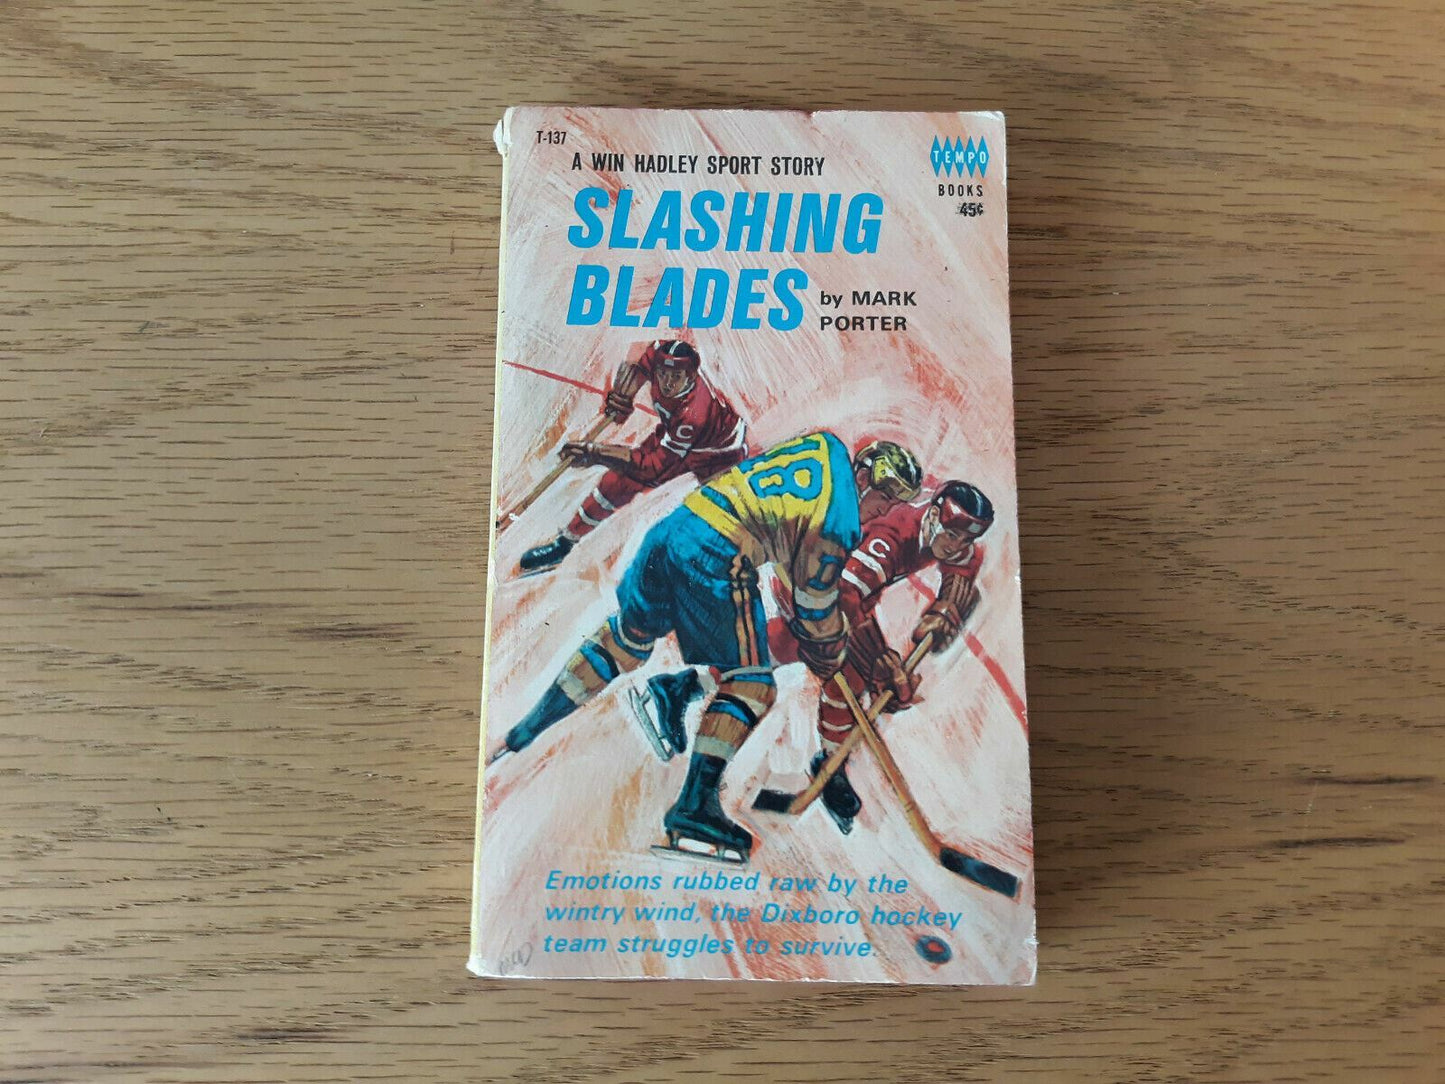 T-137
TEMPO
BOOKS
45¢
A WIN HADLEY SPORT STORY
SLASHING
BLADES
by MARK
PORTER
C
18
C
D
Emotions rubbed raw by the
wintry wind, the Dixboro hockey
team struggles to survive.